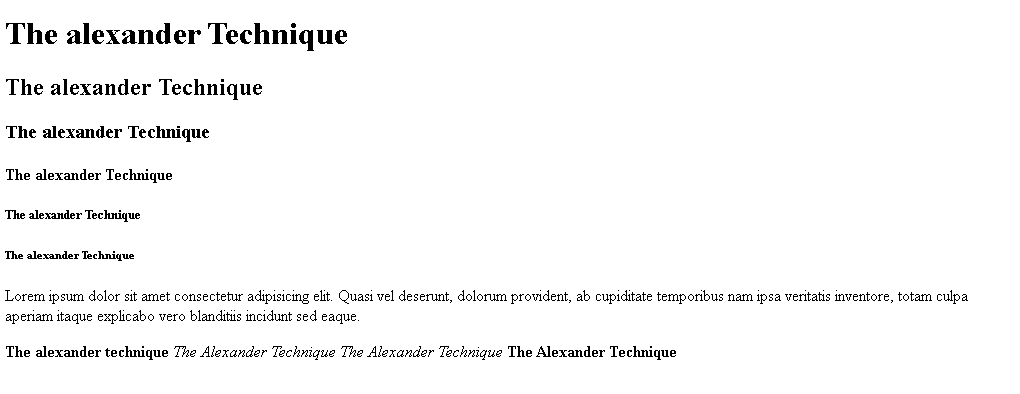 The alexander Technique
The alexander Technique
The alexander Technique
The alexander Technique
The alexander Technique
The alexander Technique
Lorem ipsum dolor sit amet consectetur adipisicing elit. Quasi vel deserunt, dolorum provident, ab cupiditate temporibus nam ipsa veritatis inventore, totam culpa
aperiam itaque explicabo vero blanditiis incidunt sed eaque.
The alexander technique The Alexander Technique The Alexander Technique The Alexander Technique